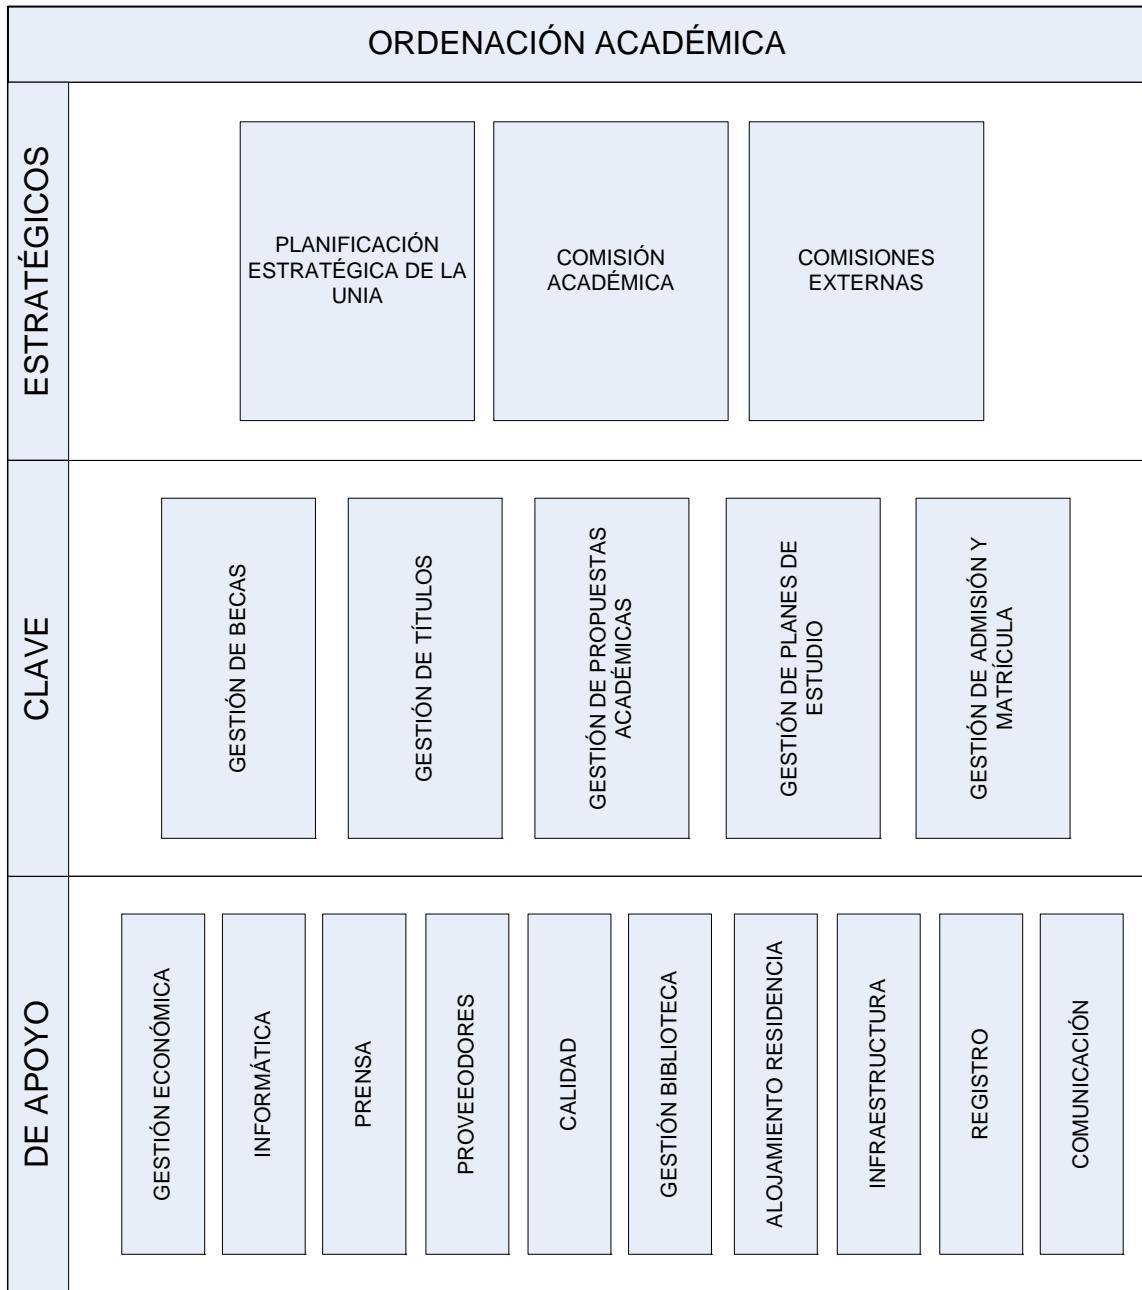 ORDENACIÓN ACADÉMICA
ESTRATÉGICOS
PLANIFICACIÓN
ESTRATÉGICA DE LA
UNIA
COMISIÓN
ACADÉMICA
COMISIONES
EXTERNAS
CLAVE
GESTIÓN DE BECAS
GESTIÓN DE TÍTULOS
GESTIÓN DE PROPUESTAS
ACADÉMICAS
GESTIÓN DE PLANES DE
ESTUDIO
GESTIÓN DE ADMISIÓN Y
MATRÍCULA
DE APOYO
GESTIÓN ECONÓMICA
INFORMÁTICA
PRENSA
PROVEEODORES
CALIDAD
GESTIÓN BIBLIOTECA
ALOJAMIENTO RESIDENCIA
INFRAESTRUCTURA
REGISTRO
COMUNICACIÓN